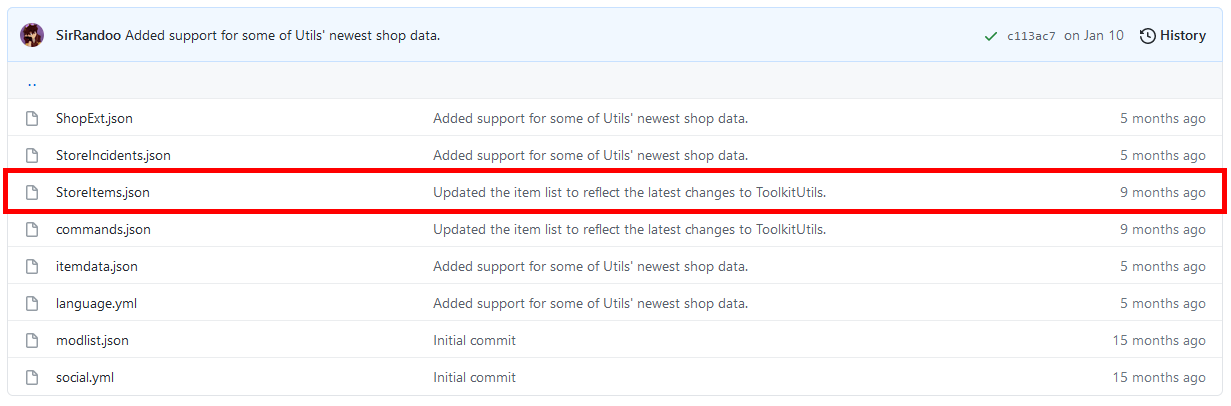 SirRandoo Added support for some of Utils' newest shop data. c113ac7 on Jan 10 History
..
ShopExt.json Added support for some of Utils' newest shop data. 5 months ago
StoreIncidents.json Added support for some of Utils' newest shop data. 5 months ago
StoreItems.json Updated the item list to reflect the latest changes to ToolkitUtils. 9 months ago
commands.json Updated the item list to reflect the latest changes to ToolkitUtils. 9 months ago
itemdata.json Added support for some of Utils' newest shop data. 5 months ago
language.yml Added support for some of Utils' newest shop data. 5 months ago
modlist.json Initial commit 15 months ago
social.yml Initial commit 15 months ago